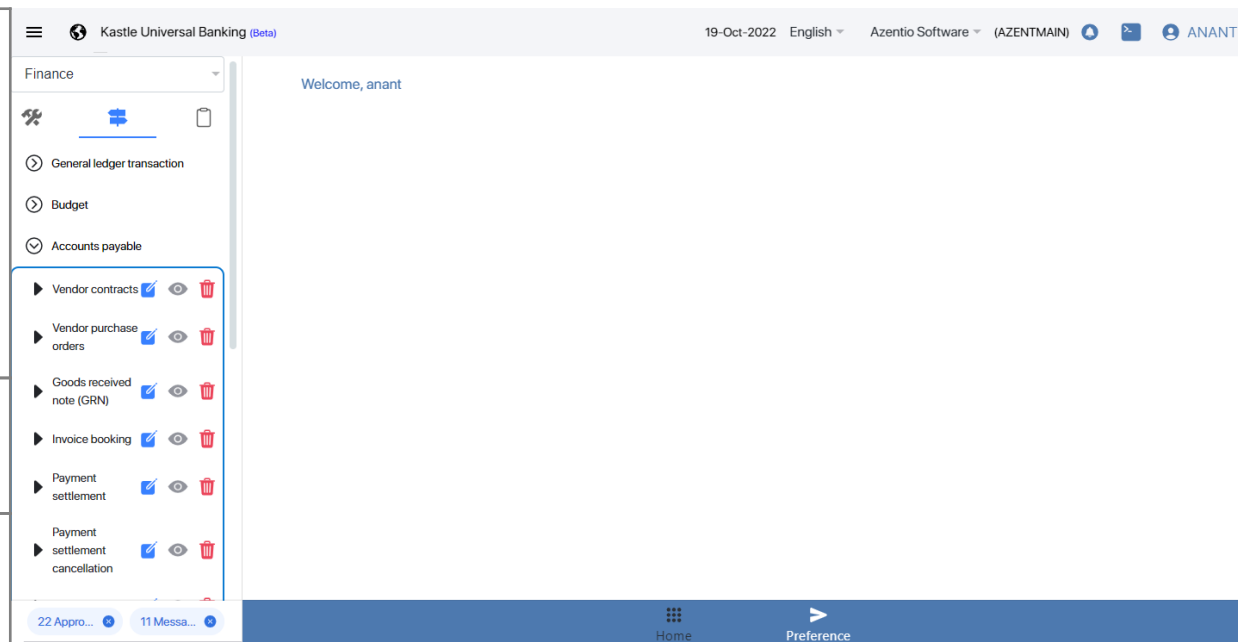 Kastle Universal Banking (Beta)
19-Oct-2022 English Azentio Software (AZENTMAIN) ANANT
Finance
Welcome, anant
General ledger transaction
Budget
Accounts payable
Vendor contracts
Vendor purchase
orders
Goods received
note (GRN)
Invoice booking
Payment
settlement
Payment
settlement
cancellation
22 Appro... 11 Messa...
Home Preference